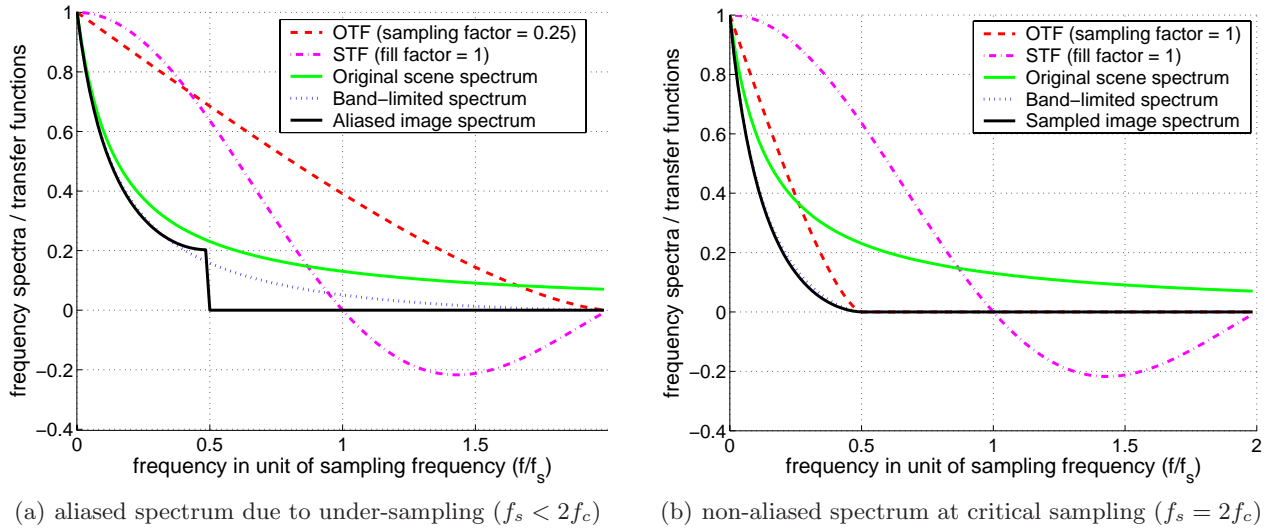 OTF (sampling factor = 0.25)
STF (fill factor = 1)
Original scene spectrum
Band−limited spectrum
Aliased image spectrum
1
0.8
0.6
0.4
0.2
0
−0.2
−0.4
0
0.5
1
1.5
frequency spectra / transfer functions
frequency in unit of sampling frequency (f/fs)
(a) aliased spectrum due to under-sampling (fs < 2fc)
OTF (sampling factor = 1)
STF (fill factor = 1)
Original scene spectrum
Band−limited spectrum
Sampled image spectrum
1
0.8
0.6
0.4
0.2
0
−0.2
−0.4
0
0.5
1
1.5
2
frequency spectra / transfer functions
frequency in unit of sampling frequency (f/fs)
(b) non-aliased spectrum at critical sampling (fs = 2fc)